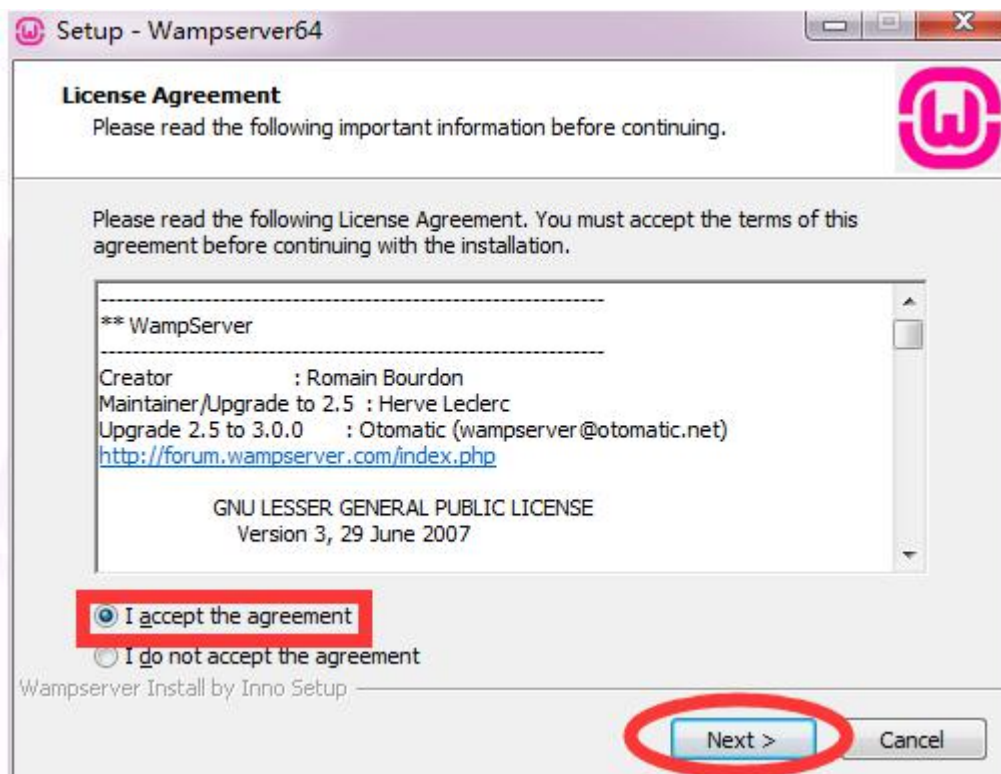 Setup - Wampserver64
License Agreement
Please read the following important information before continuing.
Please read the following License Agreement. You must accept the terms of this
agreement before continuing with the installation.
----------------------------------------------------------------
** WampServer
----------------------------------------------------------------
Creator : Romain Bourdon
Maintainer/Upgrade to 2.5 : Herve Leclerc
Upgrade 2.5 to 3.0.0 : Otomatic (wampserver@otomatic.net)
http://forum.wampserver.com/index.php
GNU LESSER GENERAL PUBLIC LICENSE
Version 3, 29 June 2007
I accept the agreement
I do not accept the agreement
Wampserver Install by Inno Setup
Next > Cancel